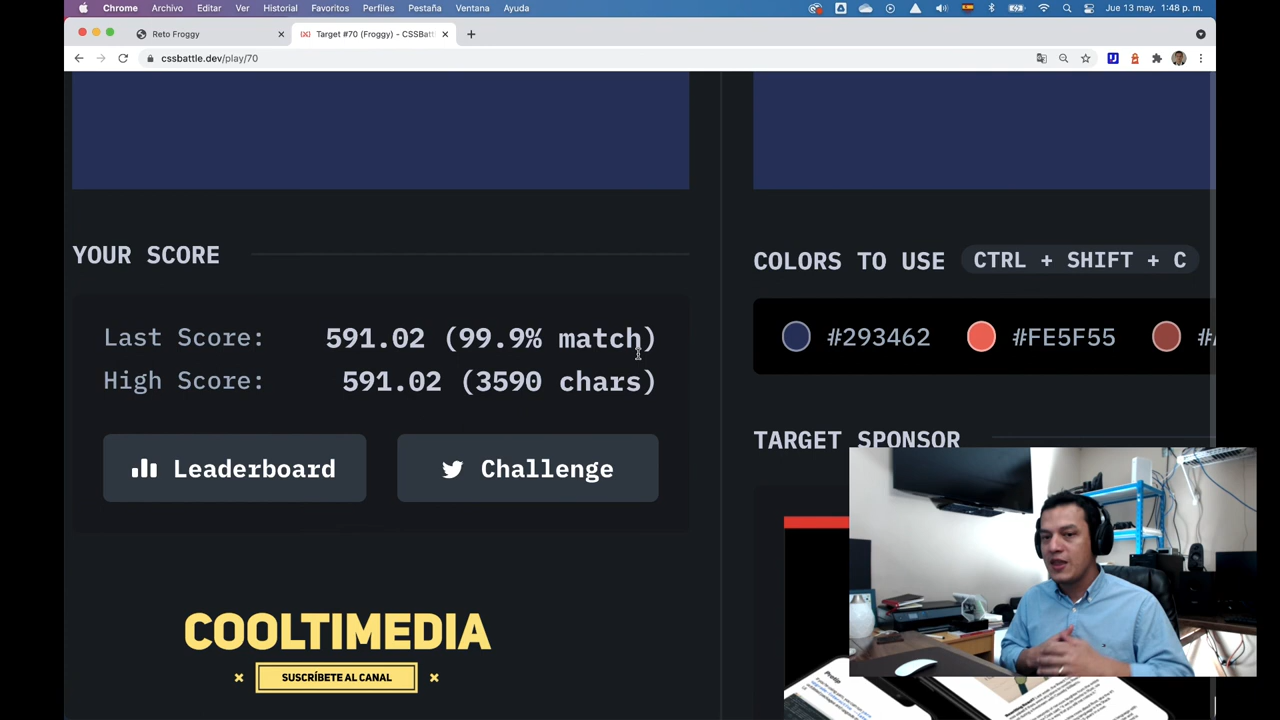 Chrome Archivo Editar Ver Historial Favoritos Perfiles Pestaña Ventana Ayuda Jue 13 may. 1:48 p. m.
Reto Froggy Target #70 (Froggy) - CSSBatt
cssbattle.dev/play/70
YOUR SCORE
Last Score: 591.02 (99.9% match)
High Score: 591.02 (3590 chars)
Leaderboard Challenge
COLORS TO USE CTRL + SHIFT + C
#293462 #FE5F55
TARGET SPONSOR
COOLTIMEDIA
SUSCRÍBETE AL CANAL